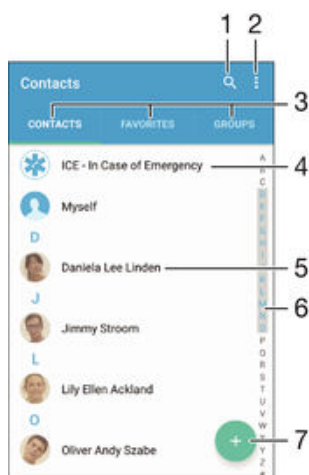 1 2
Contacts
3
CONTACTS FAVORITES GROUPS
ICE - In Case of Emergency
4
Myself
D
Daniela Lee Linden
5
J
Jimmy Stroom
6
L
Lily Ellen Ackland
O
Oliver Andy Szabe
7
A
B
C
D
E
F
G
H
I
J
K
L
M
N
O
P
Q
R
S
T
U
V
W